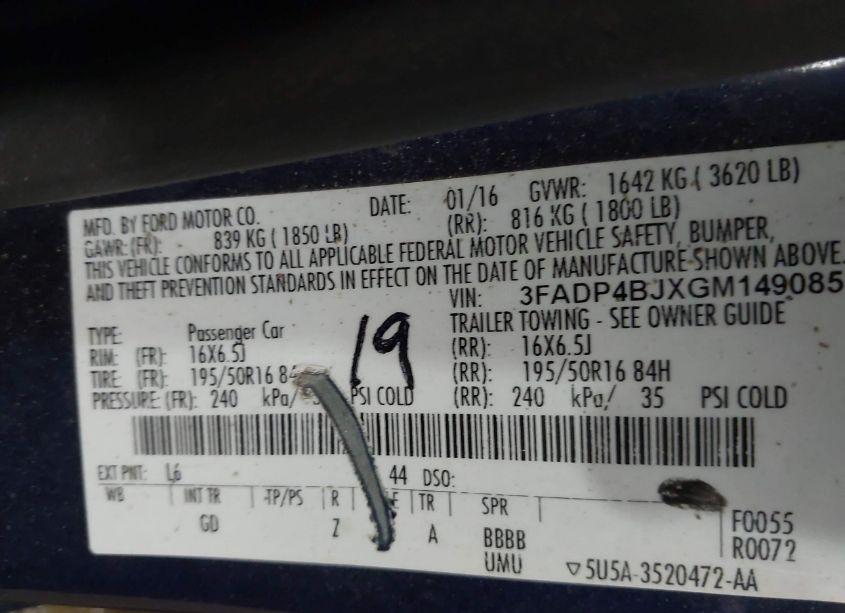 MFD. BY FORD MOTOR CO. DATE: 01/16 GVWR: 1642 KG ( 3620 LB)
GAWR: (FR): 839 KG ( 1850 LB) (RR): 816 KG ( 1800 LB)
THIS VEHICLE CONFORMS TO ALL APPLICABLE FEDERAL MOTOR VEHICLE SAFETY, BUMPER,
AND THEFT PREVENTION STANDARDS IN EFFECT ON THE DATE OF MANUFACTURE SHOWN ABOVE.
VIN: 3FADP4BJXGM149085
TYPE: Passenger Car 19 TRAILER TOWING - SEE OWNER GUIDE
RIM: (FR): 16X6.5J (RR): 16X6.5J
TIRE: (FR): 195/50R16 84 (RR): 195/50R16 84H
PRESSURE: (FR): 240 kPa/ PSI COLD (RR): 240 kPa/ 35 PSI COLD
EXT PNT: L6 44 DSO:
WB INT TR TP/PS R E TR SPR F0055
GD Z A BBBB R0072
UMU ▽5U5A-3520472-AA